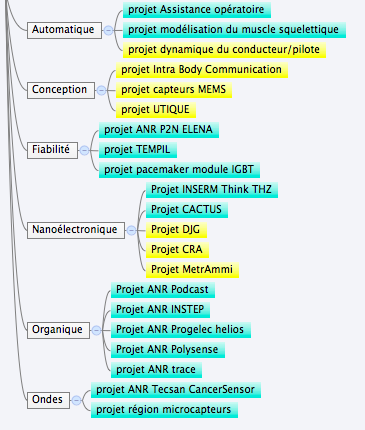 Automatique
projet Assistance opératoire
projet modélisation du muscle squelettique
projet dynamique du conducteur/pilote
Conception
projet Intra Body Communication
projet capteurs MEMS
projet UTIQUE
Fiabilité
projet ANR P2N ELENA
projet TEMPIL
projet pacemaker module IGBT
Nanoélectronique
Projet INSERM Think THZ
Projet CACTUS
Projet DJG
Projet CRA
Projet MetrAmmi
Organique
Projet ANR Podcast
Projet ANR INSTEP
Projet ANR Progelec helios
Projet ANR Polysense
projet ANR trace
Ondes
projet ANR Tecsan CancerSensor
projet région microcapteurs